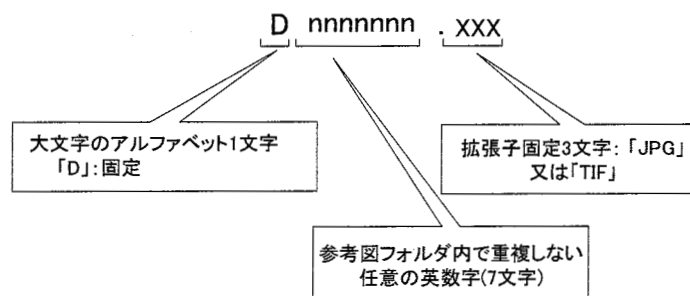 D nnnnnnn . XXX
大文字のアルファベット1文字
「D」:固定
拡張子固定3文字:「JPG」
又は「TIF」
参考図フォルダ内で重複しない
任意の英数字(7文字)